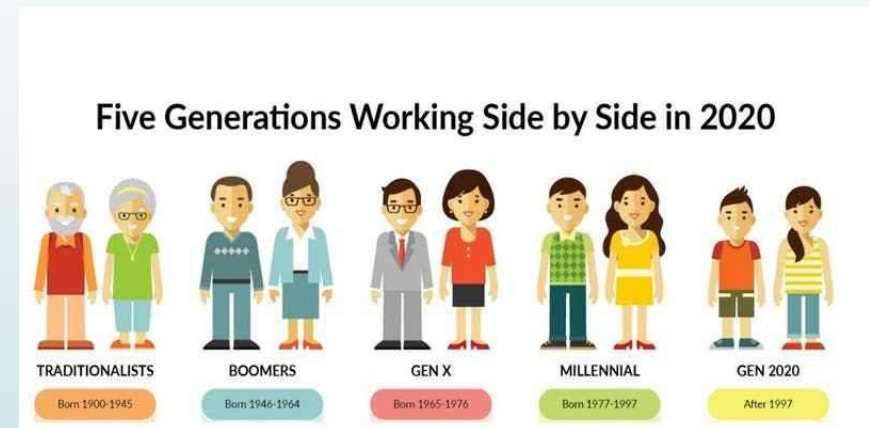 Five Generations Working Side by Side in 2020
TRADITIONALISTS
BOOMERS
GEN X
MILLENNIAL
GEN 2020
Born 1900-1945
Born 1946-1964
Born 1965-1976
Born 1977-1997
After 1997